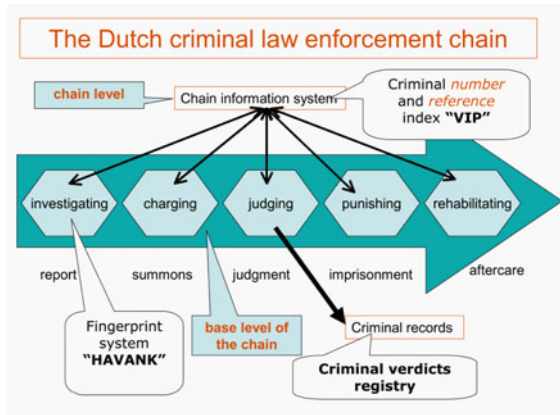 The Dutch criminal law enforcement chain
chain level
Chain information system
Criminal number
and reference
index “VIP”
investigating
charging
judging
punishing
rehabilitating
report
summons
judgment
imprisonment
aftercare
Fingerprint
system
“HAVANK”
base level of
the chain
Criminal records
Criminal verdicts
registry